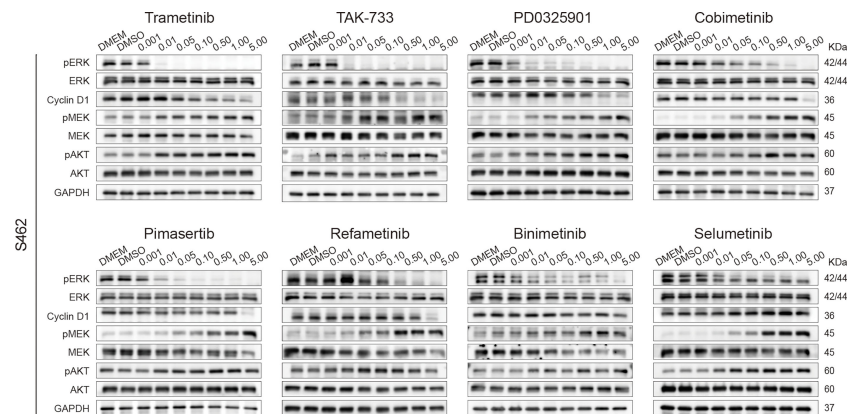 Trametinib TAK-733 PD0325901 Cobimetinib
DMEM DMSO 0.001 0.01 0.05 0.10 0.50 1.00 5.00 DMEM DMSO 0.001 0.01 0.05 0.10 0.50 1.00 5.00 DMEM DMSO 0.001 0.01 0.05 0.10 0.50 1.00 5.00 DMEM DMSO 0.001 0.01 0.05 0.10 0.50 1.00 5.00 KDa
pERK 42/44
ERK 42/44
Cyclin D1 36
pMEK 45
MEK 45
pAKT 60
AKT 60
GAPDH 37
S462
Pimasertib Refametinib Binimetinib Selumetinib
DMEM DMSO 0.001 0.01 0.05 0.10 0.50 1.00 5.00 DMEM DMSO 0.001 0.01 0.05 0.10 0.50 1.00 5.00 DMEM DMSO 0.001 0.01 0.05 0.10 0.50 1.00 5.00 DMEM DMSO 0.001 0.01 0.05 0.10 0.50 1.00 5.00 KDa
pERK 42/44
ERK 42/44
Cyclin D1 36
pMEK 45
MEK 45
pAKT 60
AKT 60
GAPDH 37